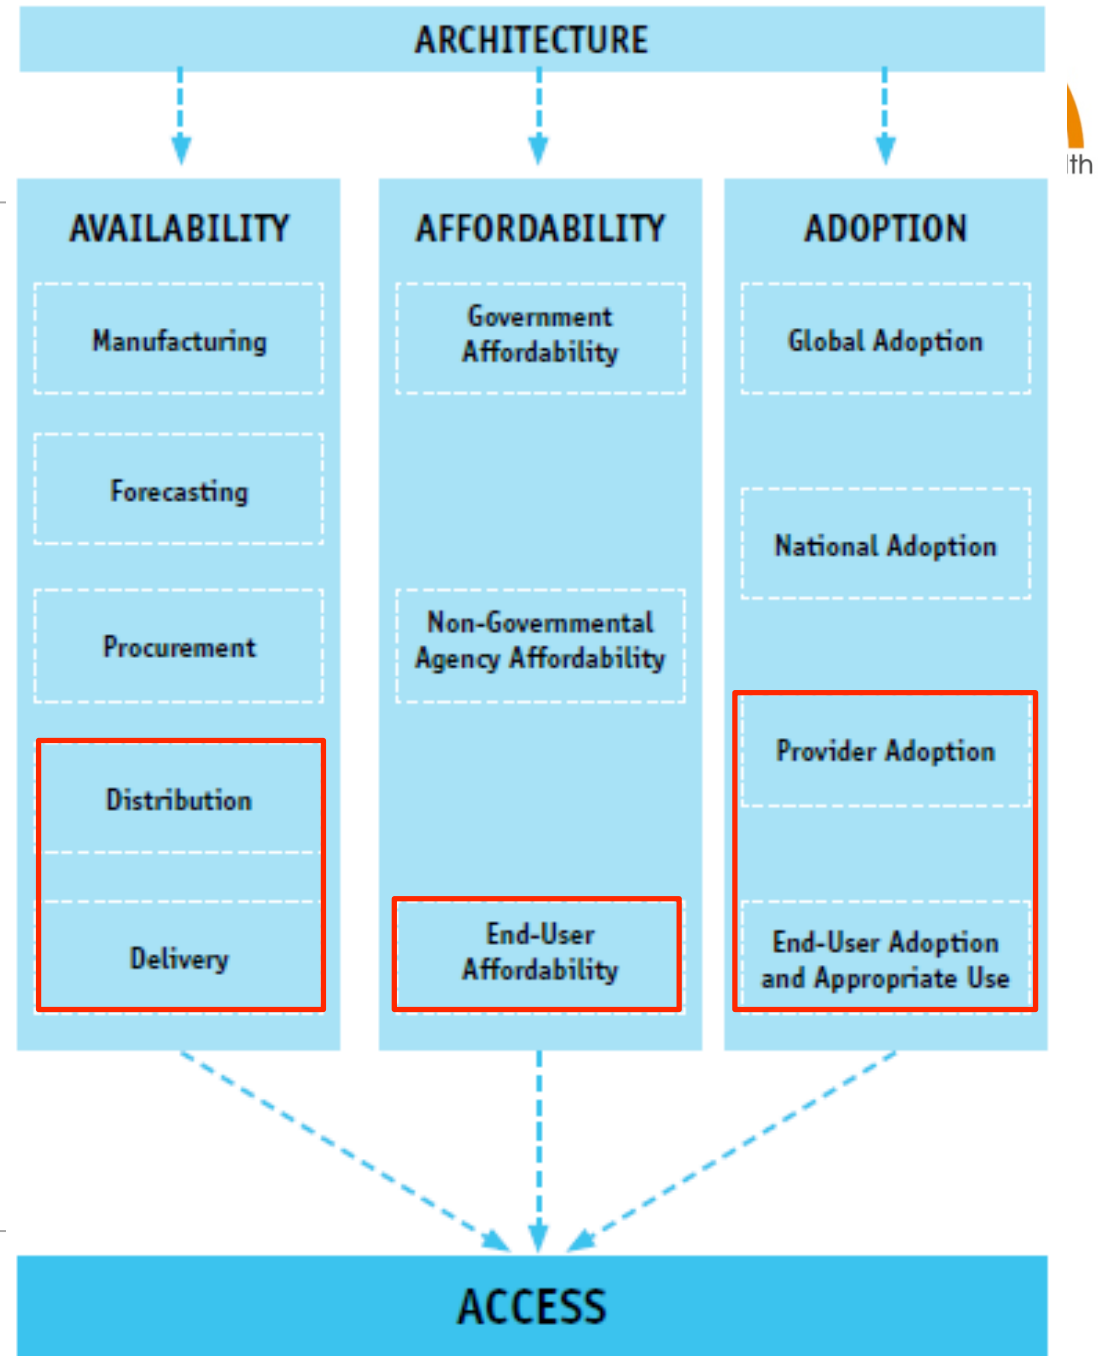 ARCHITECTURE
lth
AVAILABILITY
Manufacturing
Forecasting
Procurement
Distribution
Delivery
AFFORDABILITY
Government
Affordability
Non-Governmental
Agency Affordability
End-User
Affordability
ADOPTION
Global Adoption
National Adoption
Provider Adoption
End-User Adoption
and Appropriate Use
ACCESS